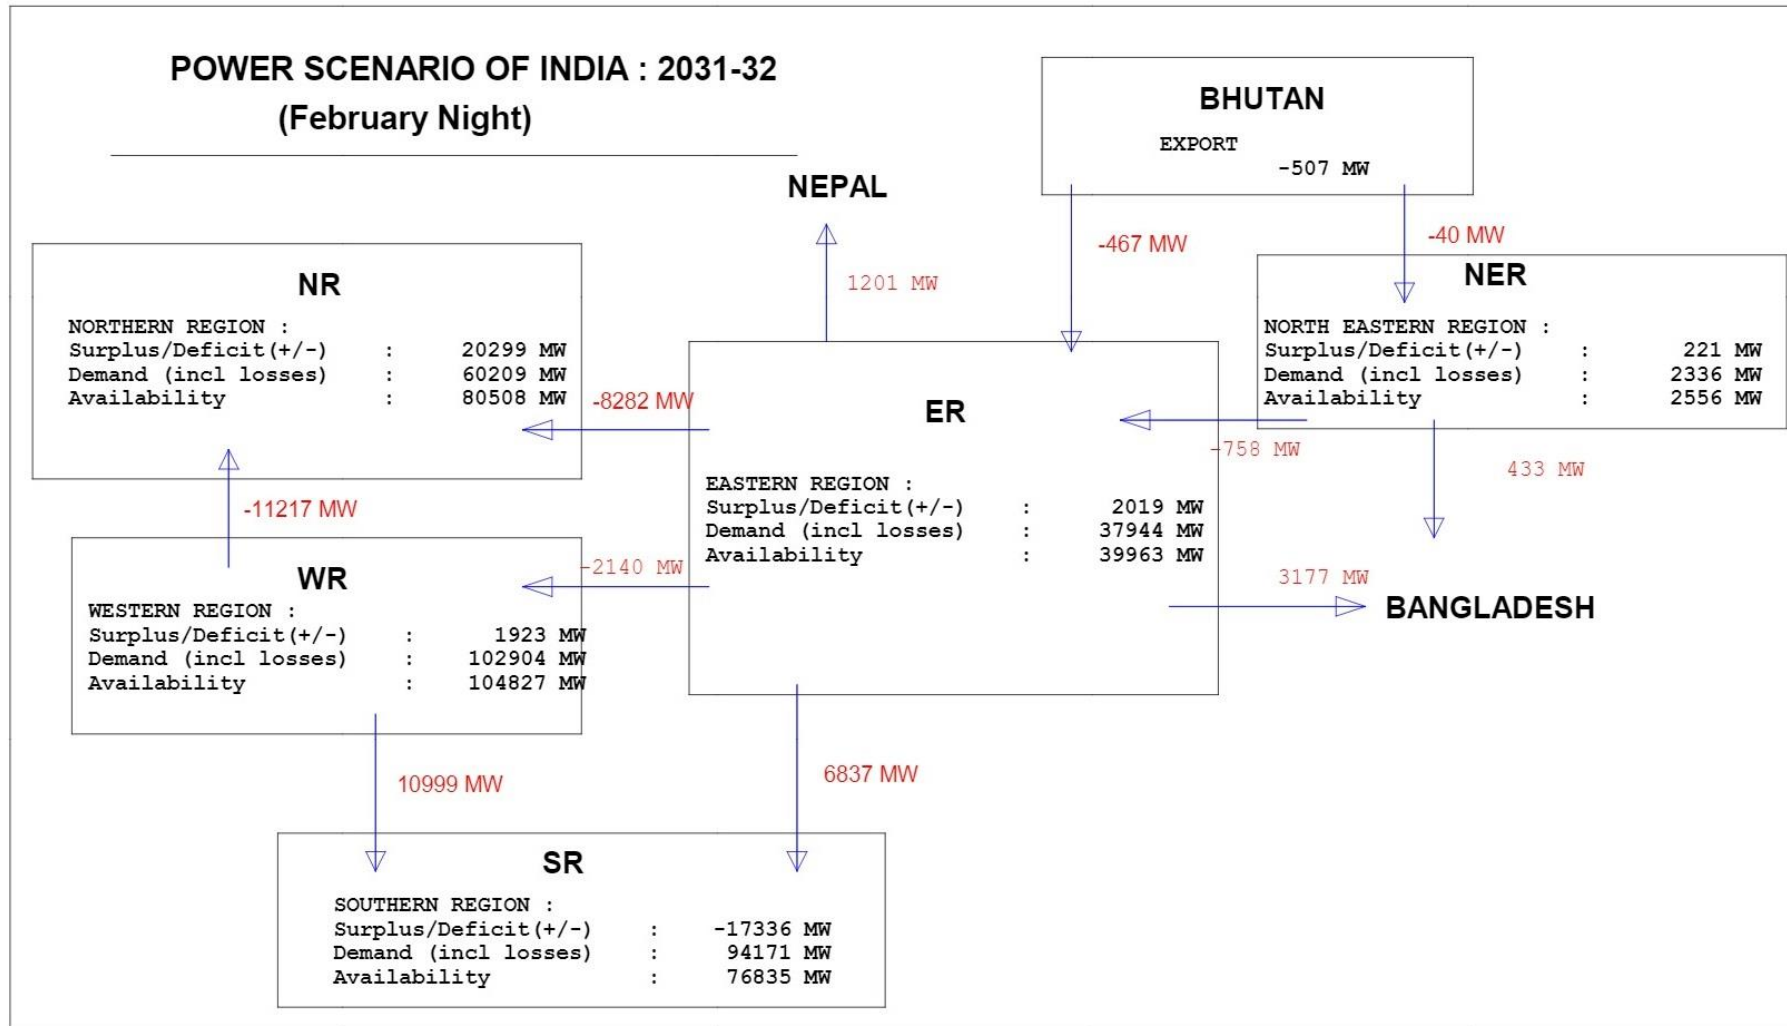 POWER SCENARIO OF INDIA : 2031-32
(February Night)
BHUTAN
EXPORT
-507 MW
NEPAL
-467 MW
-40 MW
1201 MW
NR
NORTHERN REGION :
Surplus/Deficit(+/-) : 20299 MW
Demand (incl losses) : 60209 MW
Availability : 80508 MW
-8282 MW
NER
NORTH EASTERN REGION :
Surplus/Deficit(+/-) : 221 MW
Demand (incl losses) : 2336 MW
Availability : 2556 MW
ER
EASTERN REGION :
Surplus/Deficit(+/-) : 2019 MW
Demand (incl losses) : 37944 MW
Availability : 39963 MW
-758 MW
433 MW
-11217 MW
-2140 MW
3177 MW
BANGLADESH
WR
WESTERN REGION :
Surplus/Deficit(+/-) : 1923 MW
Demand (incl losses) : 102904 MW
Availability : 104827 MW
10999 MW
6837 MW
SR
SOUTHERN REGION :
Surplus/Deficit(+/-) : -17336 MW
Demand (incl losses) : 94171 MW
Availability : 76835 MW